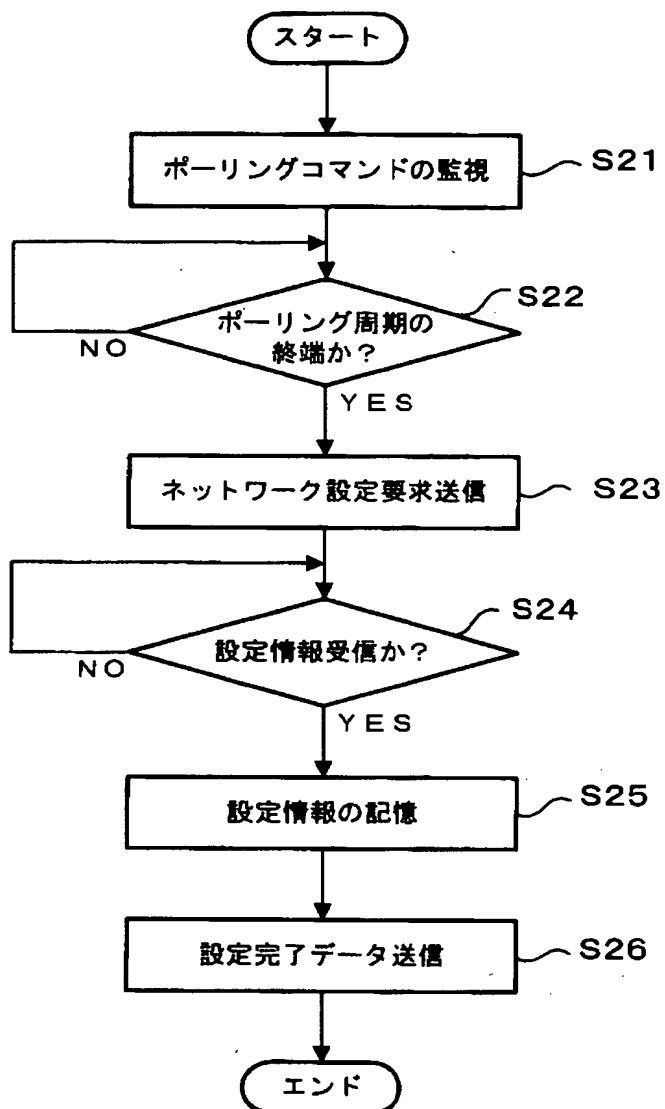 スタート
ポーリングコマンドの監視
S21
ポーリング周期の
終端か？
S22
NO
YES
ネットワーク設定要求送信
S23
設定情報受信か？
S24
NO
YES
設定情報の記憶
S25
設定完了データ送信
S26
エンド